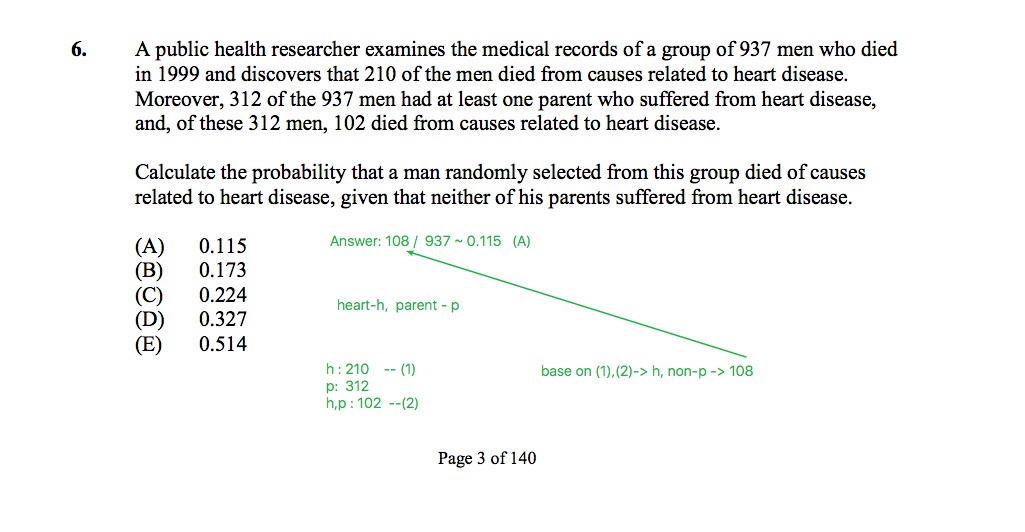 6. A public health researcher examines the medical records of a group of 937 men who died
in 1999 and discovers that 210 of the men died from causes related to heart disease.
Moreover, 312 of the 937 men had at least one parent who suffered from heart disease,
and, of these 312 men, 102 died from causes related to heart disease.
Calculate the probability that a man randomly selected from this group died of causes
related to heart disease, given that neither of his parents suffered from heart disease.
(A) 0.115
(B) 0.173
(C) 0.224
(D) 0.327
(E) 0.514
Answer: 108 / 937 ~ 0.115 (A)
heart-h, parent - p
h : 210 -- (1)
p: 312
h,p : 102 --(2)
base on (1),(2)-> h, non-p -> 108
Page 3 of 140